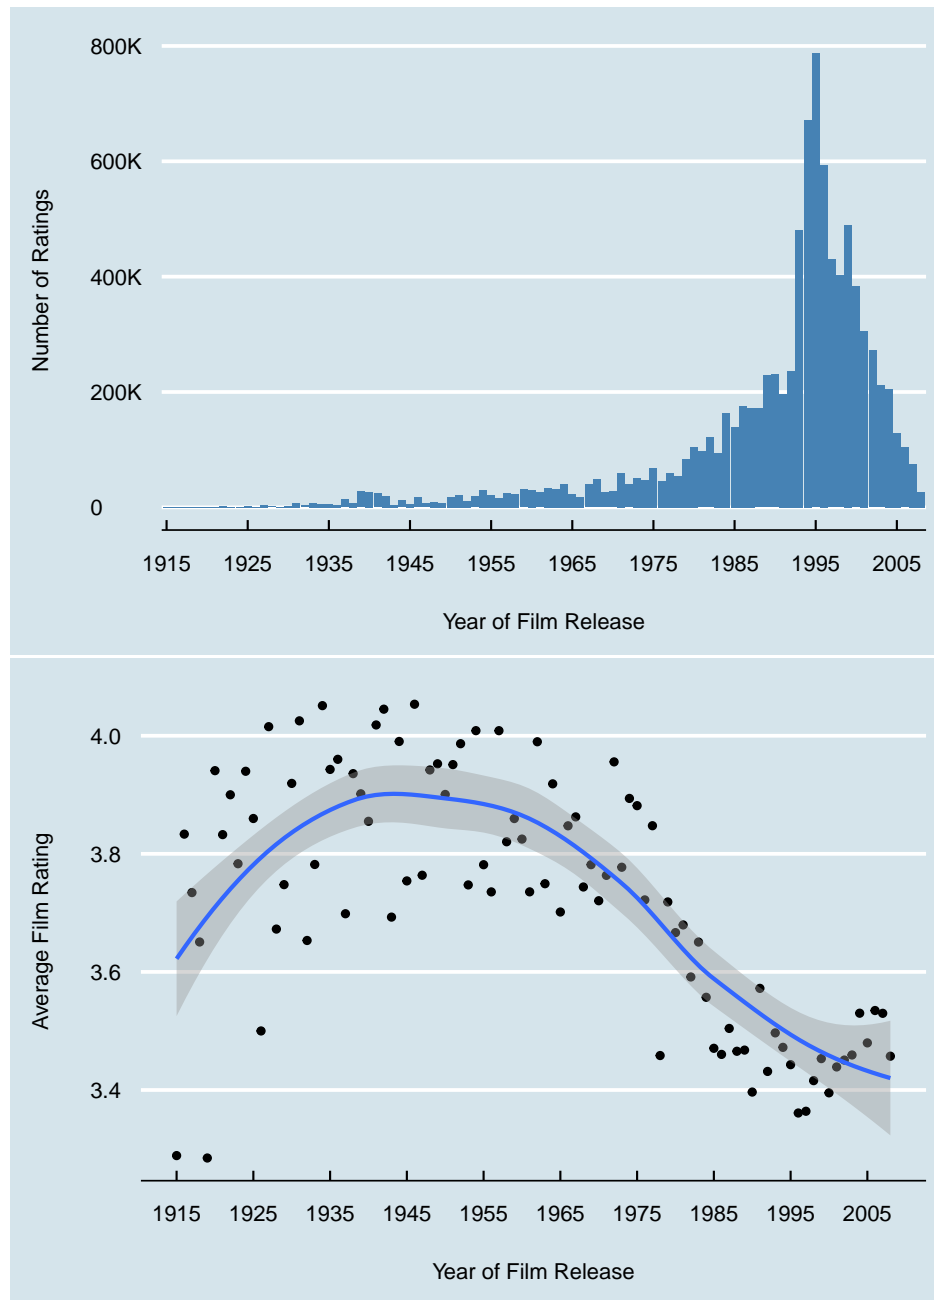 800K
600K
400K
200K
0
Number of Ratings
1915 1925 1935 1945 1955 1965 1975 1985 1995 2005
Year of Film Release
4.0
3.8
3.6
3.4
Average Film Rating
1915 1925 1935 1945 1955 1965 1975 1985 1995 2005
Year of Film Release